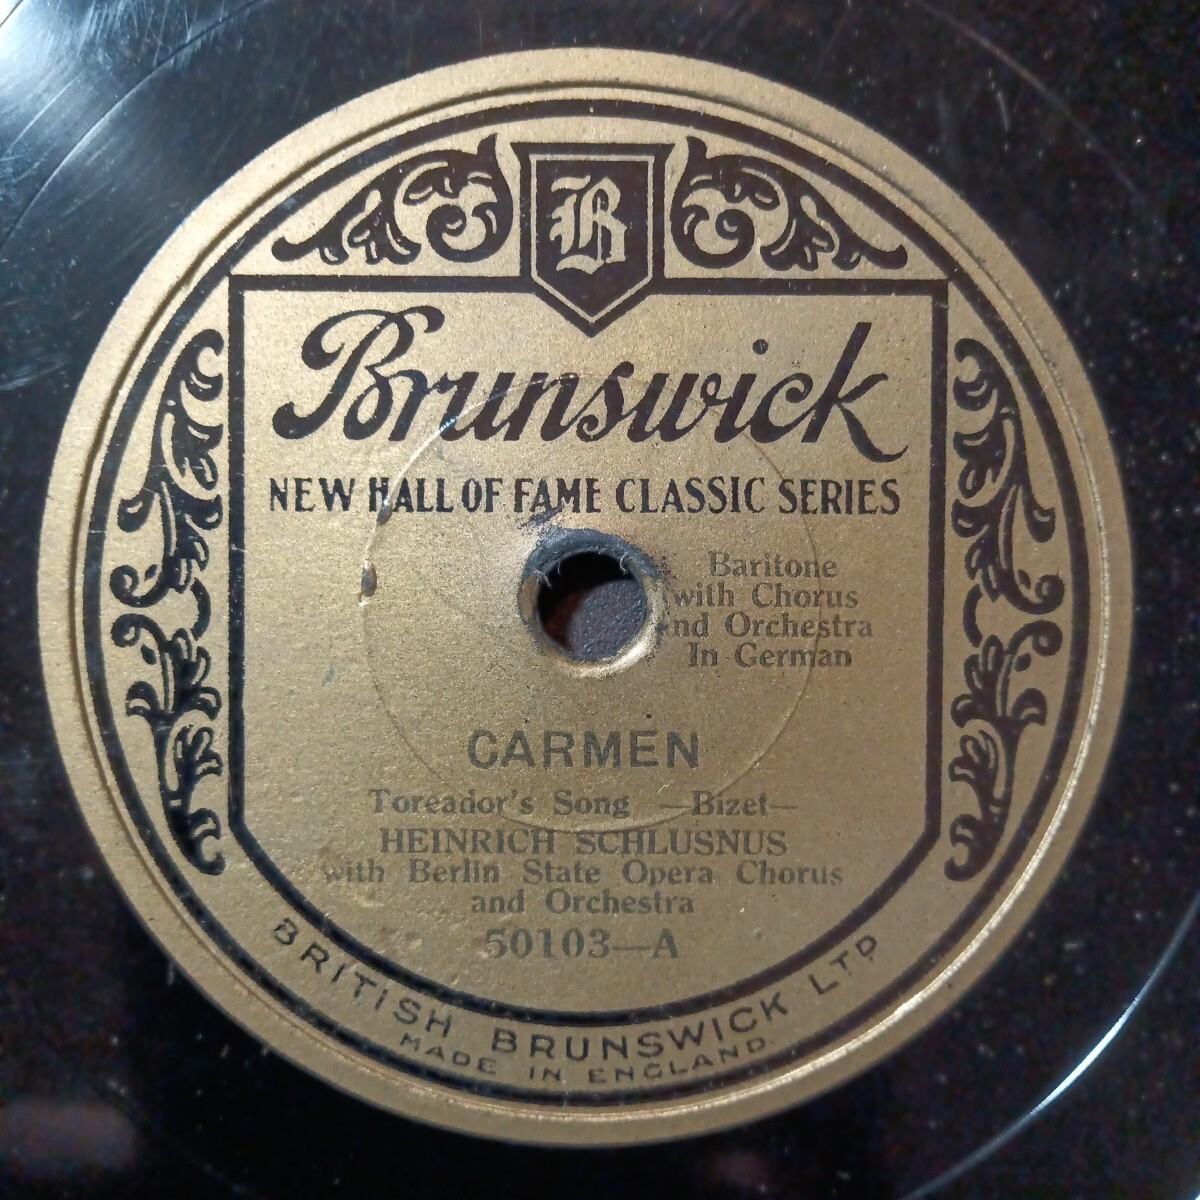 B
Brunswick
NEW HALL OF FAME CLASSIC SERIES
Baritone
with Chorus
and Orchestra
In German
CARMEN
Toreador's Song —Bizet—
HEINRICH SCHLUSNUS
with Berlin State Opera Chorus
and Orchestra
50103—A
BRITISH BRUNSWICK LTD
MADE IN ENGLAND.